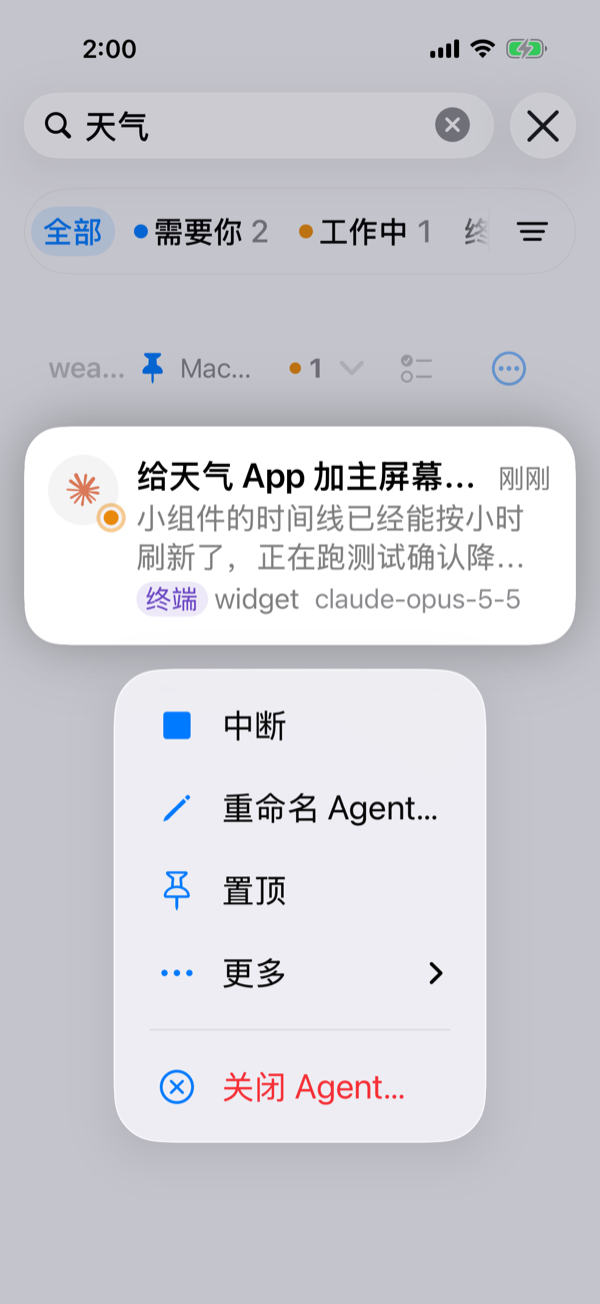 2:00
天气
全部 需要你 2 工作中 1 终
wea... Mac... 1
给天气 App 加主屏幕... 刚刚
小组件的时间线已经能按小时
刷新了，正在跑测试确认降...
终端 widget claude-opus-5-5
中断
重命名 Agent...
置顶
更多
关闭 Agent...